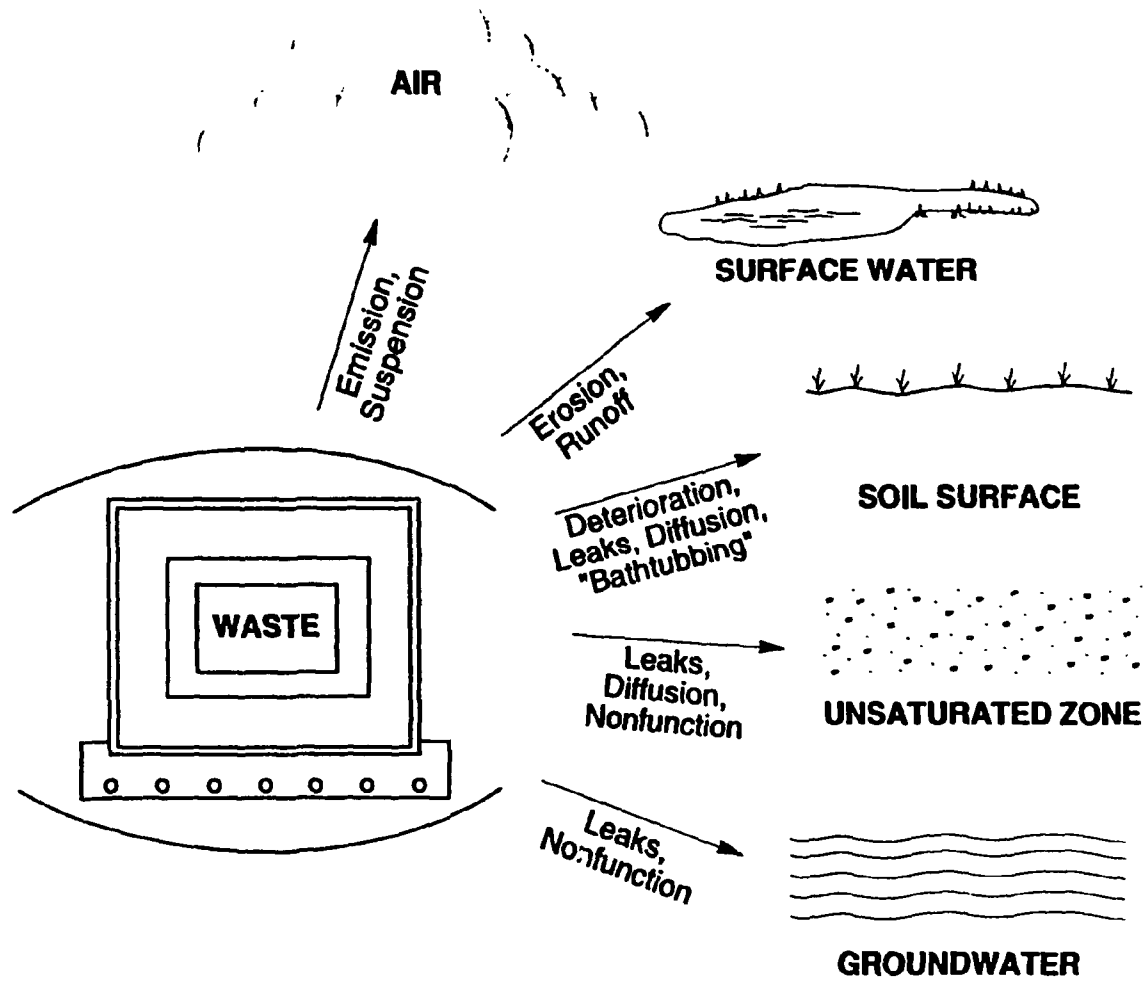 AIR
SURFACE WATER
Emission,
Suspension
Erosion,
Runoff
SOIL SURFACE
Deterioration,
Leaks, Diffusion,
"Bathtubbing"
WASTE
Leaks,
Diffusion,
Nonfunction
UNSATURATED ZONE
Leaks,
Nonfunction
GROUNDWATER